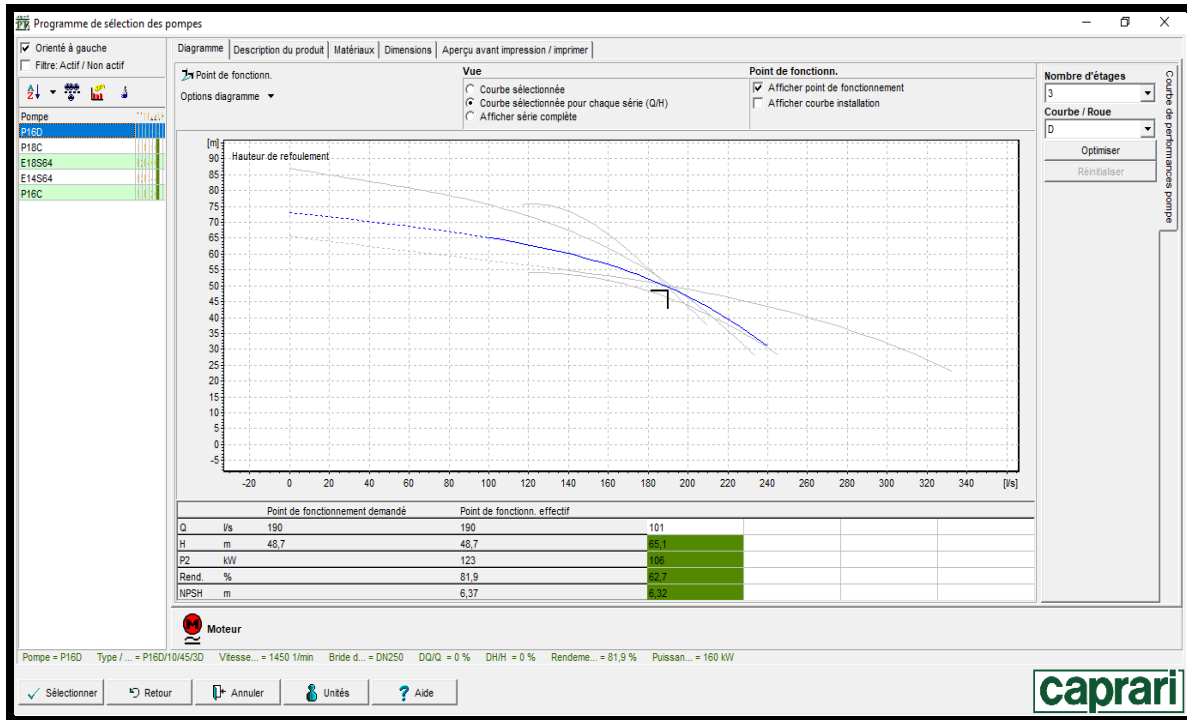 Programme de sélection des pompes
Orienté à gauche
Filtre: Actif / Non actif
Pompe
P16D
P18C
E18S64
E14S64
P16C
Diagramme Description du produit Matériaux Dimensions Aperçu avant impression / imprimer
Point de fonctionn.
Options diagramme
Vue
Courbe sélectionnée
Courbe sélectionnée pour chaque série (Q/H)
Afficher série complète
Point de fonctionn.
Afficher point de fonctionnement
Afficher courbe installation
Nombre d'étages
3
Courbe / Roue
D
Optimiser
Réinitialiser
Courbe de performances pompe
[m]
Hauteur de refoulement
90
85
80
75
70
65
60
55
50
45
40
35
30
25
20
15
10
5
0
-5
-20 0 20 40 60 80 100 120 140 160 180 200 220 240 260 280 300 320 340 [l/s]
Point de fonctionnement demandé Point de fonctionn. effectif
Q l/s 190 190 101
H m 48,7 48,7 65,1
P2 kW 123 106
Rend. % 81,9 62,7
NPSH m 6,37 6,32
M Moteur
Pompe = P16D Type / ... = P16D/10/45/3D Vitesse... = 1450 1/min Bride d... = DN250 DQ/Q = 0 % DH/H = 0 % Rendeme... = 81,9 % Puissan... = 160 kW
Sélectionner Retour Annuler Unités ? Aide
caprari